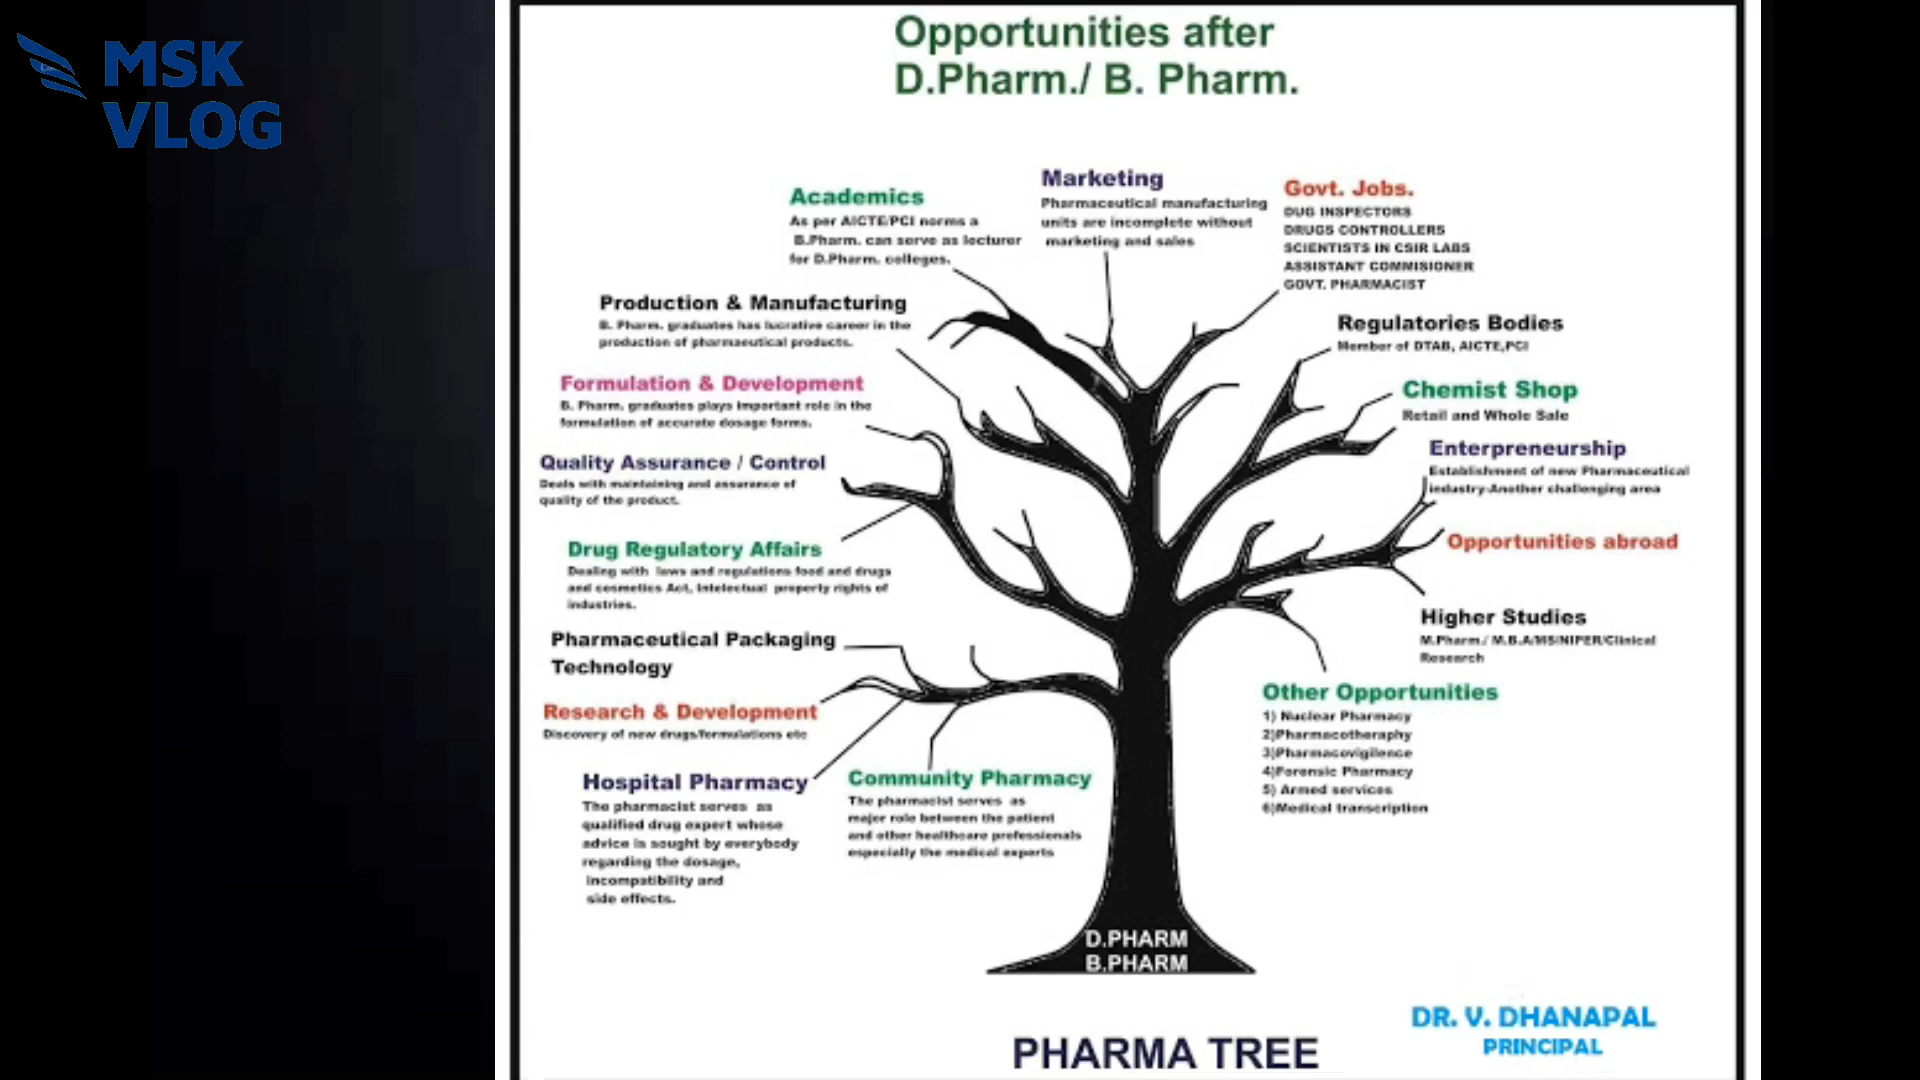 MSK
VLOG
Opportunities after
D.Pharm./ B. Pharm.
Academics
As per AICTE/PCI norms a
B.Pharm. can serve as lecturer
for D.Pharm. colleges.
Marketing
Pharmaceutical manufacturing
units are incomplete without
marketing and sales
Govt. Jobs.
DUG INSPECTORS
DRUGS CONTROLLERS
SCIENTISTS IN CSIR LABS
ASSISTANT COMMISIONER
GOVT. PHARMACIST
Production & Manufacturing
B. Pharm. graduates has lucrative career in the
production of pharmaeutical products.
Regulatories Bodies
Member of DTAB, AICTE,PCI
Formulation & Development
B. Pharm. graduates plays important role in the
formulation of accurate dosage forms.
Chemist Shop
Retail and Whole Sale
Quality Assurance / Control
Deals with maintaining and assurance of
quality of the product.
Enterpreneurship
Establishment of new Pharmaceutical
industry-Another challenging area
Drug Regulatory Affairs
Dealing with laws and regulations food and drugs
and cosmetics Act, Intelectual property rights of
industries.
Opportunities abroad
Higher Studies
M.Pharm./ M.B.A/MS/NIPER/Clinical
Research
Pharmaceutical Packaging
Technology
Research & Development
Discovery of new drugs/formulations etc
Other Opportunities
1) Nuclear Pharmacy
2)Pharmacotheraphy
3)Pharmacovigilence
4)Forensic Pharmacy
5) Armed services
6)Medical transcription
Hospital Pharmacy
The pharmacist serves as
qualified drug expert whose
advice is sought by everybody
regarding the dosage,
incompatibility and
side effects.
Community Pharmacy
The pharmacist serves as
major role between the patient
and other healthcare professionals
especially the medical experts
D.PHARM
B.PHARM
DR. V. DHANAPAL
PRINCIPAL
PHARMA TREE